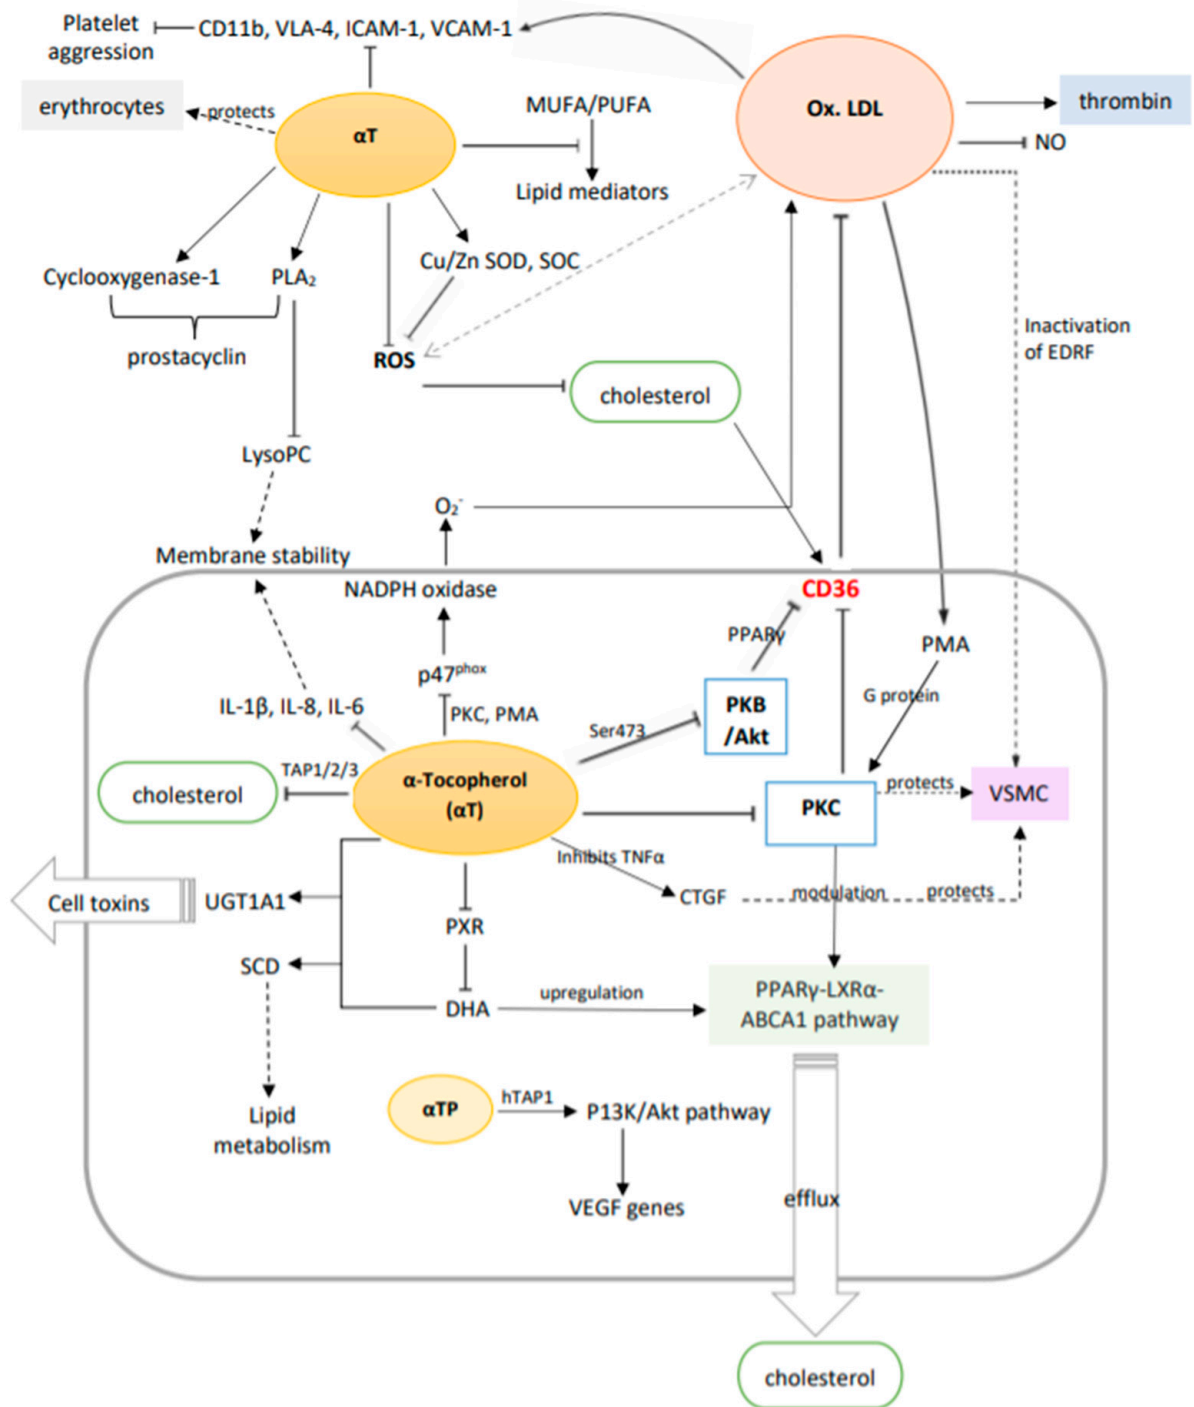 Platelet
aggression
CD11b, VLA-4, ICAM-1, VCAM-1
erythrocytes
protects
αT
MUFA/PUFA
Lipid mediators
Ox. LDL
thrombin
NO
Cyclooxygenase-1
PLA₂
Cu/Zn SOD, SOC
prostacyclin
ROS
cholesterol
Inactivation
of EDRF
LysoPC
O₂⁻
Membrane stability
NADPH oxidase
CD36
PPARγ
PMA
p47ᵖʰᵒˣ
G protein
IL-1β, IL-8, IL-6
PKC, PMA
Ser473
PKB
/Akt
TAP1/2/3
cholesterol
α-Tocopherol
(αT)
PKC
protects
VSMC
Inhibits TNFα
CTGF
modulation
protects
Cell toxins
UGT1A1
PXR
SCD
DHA
upregulation
PPARγ-LXRα-
ABCA1 pathway
Lipid
metabolism
αTP
hTAP1
P13K/Akt pathway
VEGF genes
efflux
cholesterol